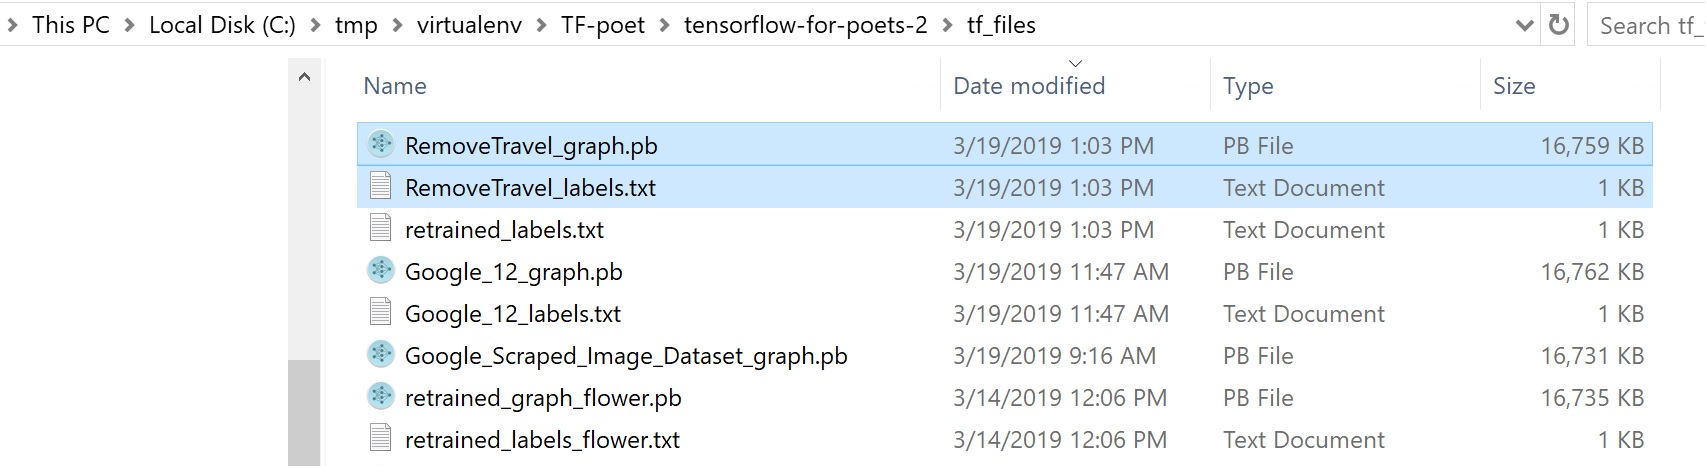 This PC > Local Disk (C:) > tmp > virtualenv > TF-poet > tensorflow-for-poets-2 > tf_files Search tf_
Name Date modified Type Size
RemoveTravel_graph.pb 3/19/2019 1:03 PM PB File 16,759 KB
RemoveTravel_labels.txt 3/19/2019 1:03 PM Text Document 1 KB
retrained_labels.txt 3/19/2019 1:03 PM Text Document 1 KB
Google_12_graph.pb 3/19/2019 11:47 AM PB File 16,762 KB
Google_12_labels.txt 3/19/2019 11:47 AM Text Document 1 KB
Google_Scraped_Image_Dataset_graph.pb 3/19/2019 9:16 AM PB File 16,731 KB
retrained_graph_flower.pb 3/14/2019 12:06 PM PB File 16,735 KB
retrained_labels_flower.txt 3/14/2019 12:06 PM Text Document 1 KB